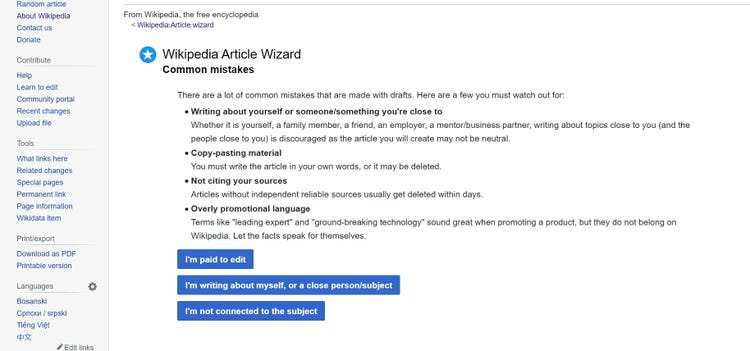 Random article
About Wikipedia
Contact us
Donate
Contribute
Help
Learn to edit
Community portal
Recent changes
Upload file
Tools
What links here
Related changes
Special pages
Permanent link
Page information
Wikidata item
Print/export
Download as PDF
Printable version
Languages
Bosanski
Српски / srpski
Tiếng Việt
中文
Edit links
From Wikipedia, the free encyclopedia
< Wikipedia:Article wizard
Wikipedia Article Wizard
Common mistakes
There are a lot of common mistakes that are made with drafts. Here are a few you must watch out for:
• Writing about yourself or someone/something you're close to
Whether it is yourself, a family member, a friend, an employer, a mentor/business partner, writing about topics close to you (and the
people close to you) is discouraged as the article you will create may not be neutral.
• Copy-pasting material
You must write the article in your own words, or it may be deleted.
• Not citing your sources
Articles without independent reliable sources usually get deleted within days.
• Overly promotional language
Terms like "leading expert" and "ground-breaking technology" sound great when promoting a product, but they do not belong on
Wikipedia. Let the facts speak for themselves.
I'm paid to edit
I'm writing about myself, or a close person/subject
I'm not connected to the subject